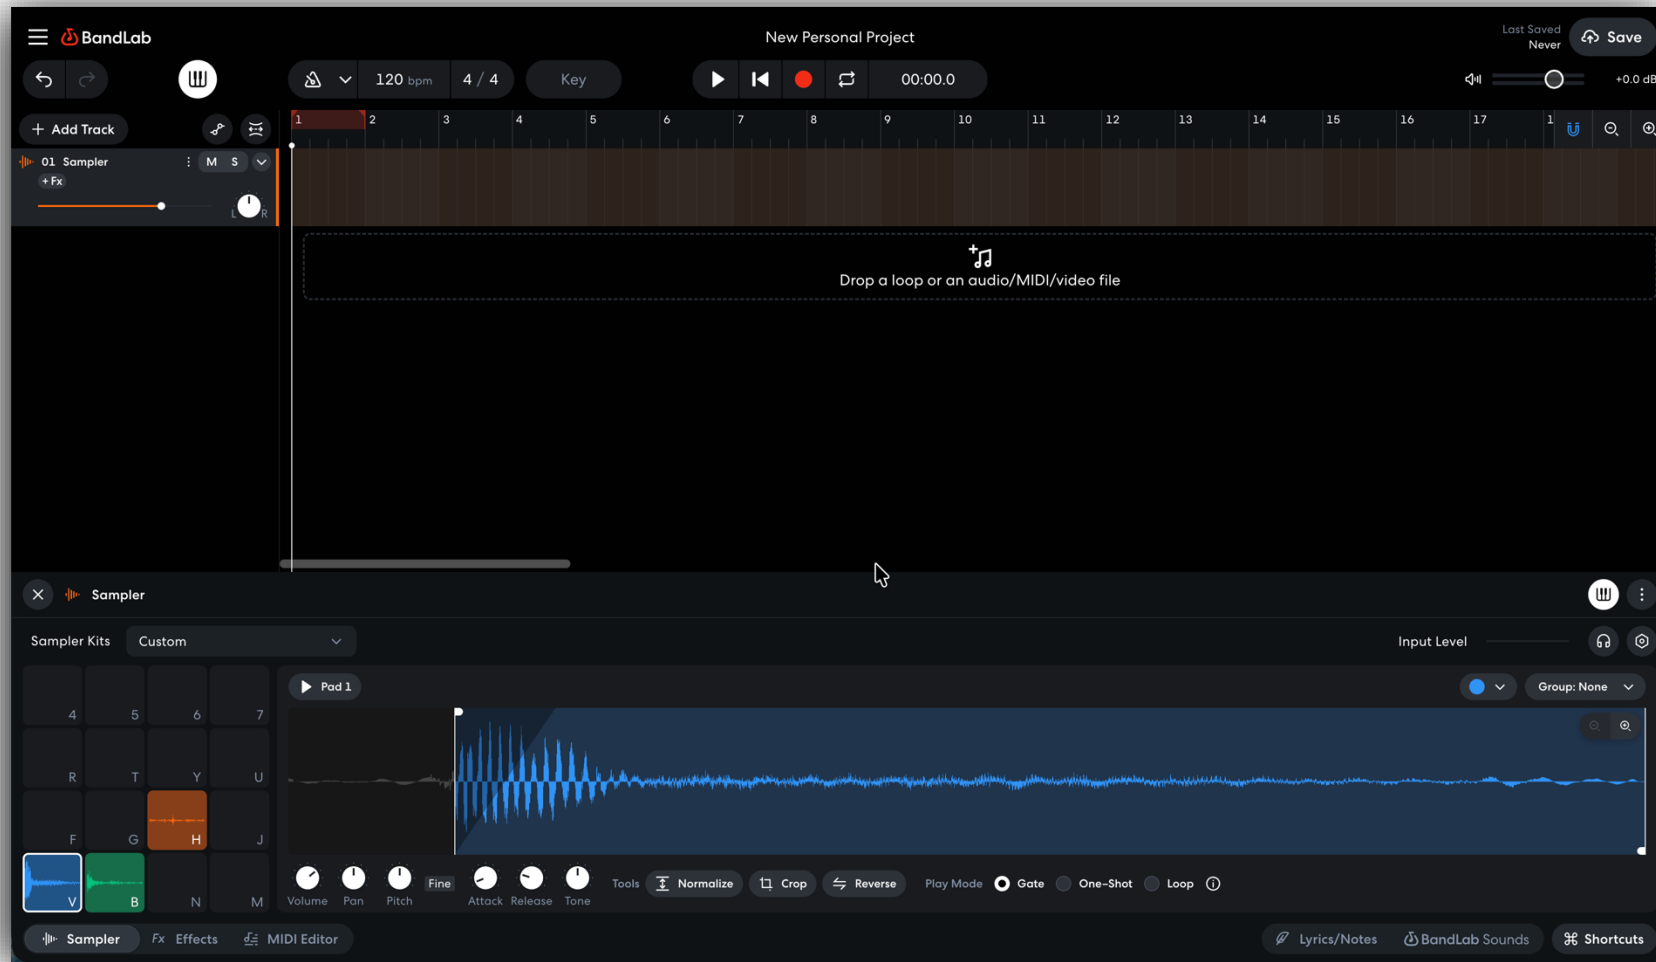 BandLab
New Personal Project
Last Saved
Never
Save
120 bpm
4 / 4
Key
00:00.0
+0.0 dB
+ Add Track
1 2 3 4 5 6 7 8 9 10 11 12 13 14 15 16 17 1
01 Sampler
M S
+ Fx
L R
Drop a loop or an audio/MIDI/video file
Sampler
Sampler Kits
Custom
Input Level
4 5 6 7
R T Y U
F G H J
V B N M
Pad 1
Group: None
Volume
Pan
Pitch
Fine
Attack
Release
Tone
Tools
Normalize
Crop
Reverse
Play Mode
Gate
One-Shot
Loop
Sampler
Fx Effects
MIDI Editor
Lyrics/Notes
BandLab Sounds
⌘ Shortcuts